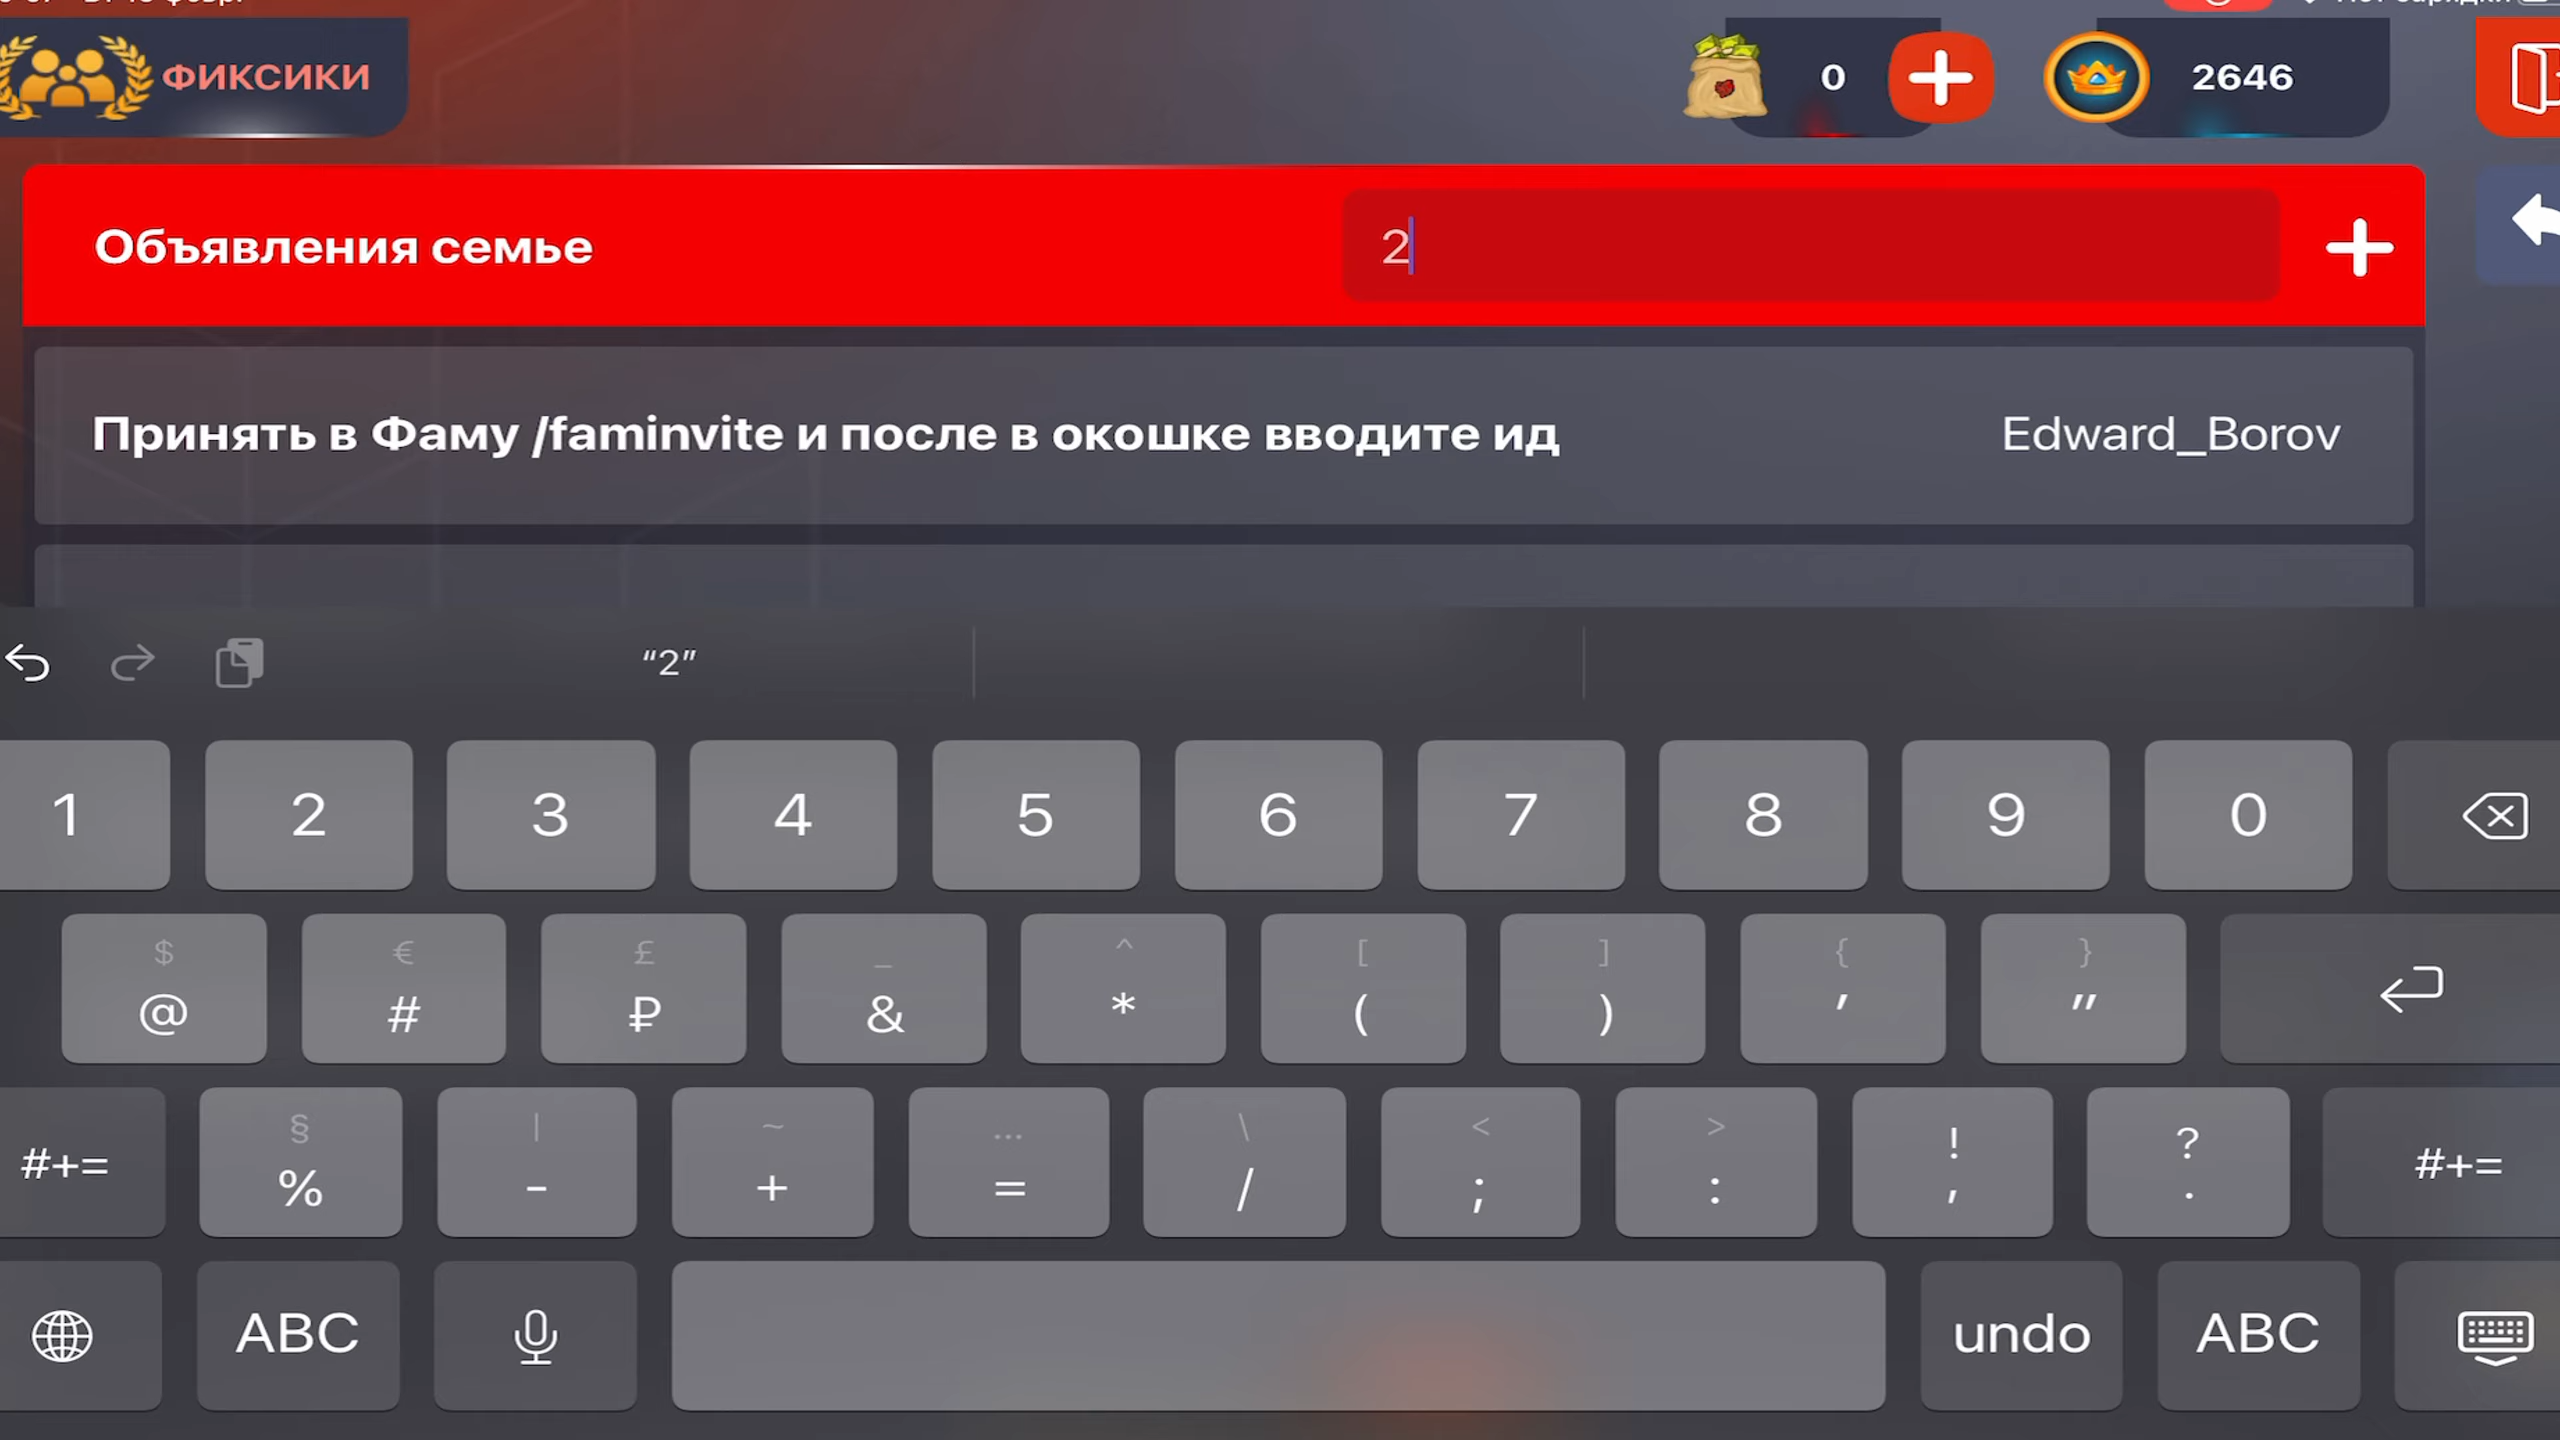 ФИКСИКИ
0
2646
Объявления семье
2
Принять в Фаму /faminvite и после в окошке вводите ид
Edward_Borov
“2”
1 2 3 4 5 6 7 8 9 0
$ € £ _ ^ [ ] { }
@ # ₽ & * ( ) ' "
§ | ~ … \ < > ! ?
#+= % - + = / ; : , . #+=
ABC undo ABC